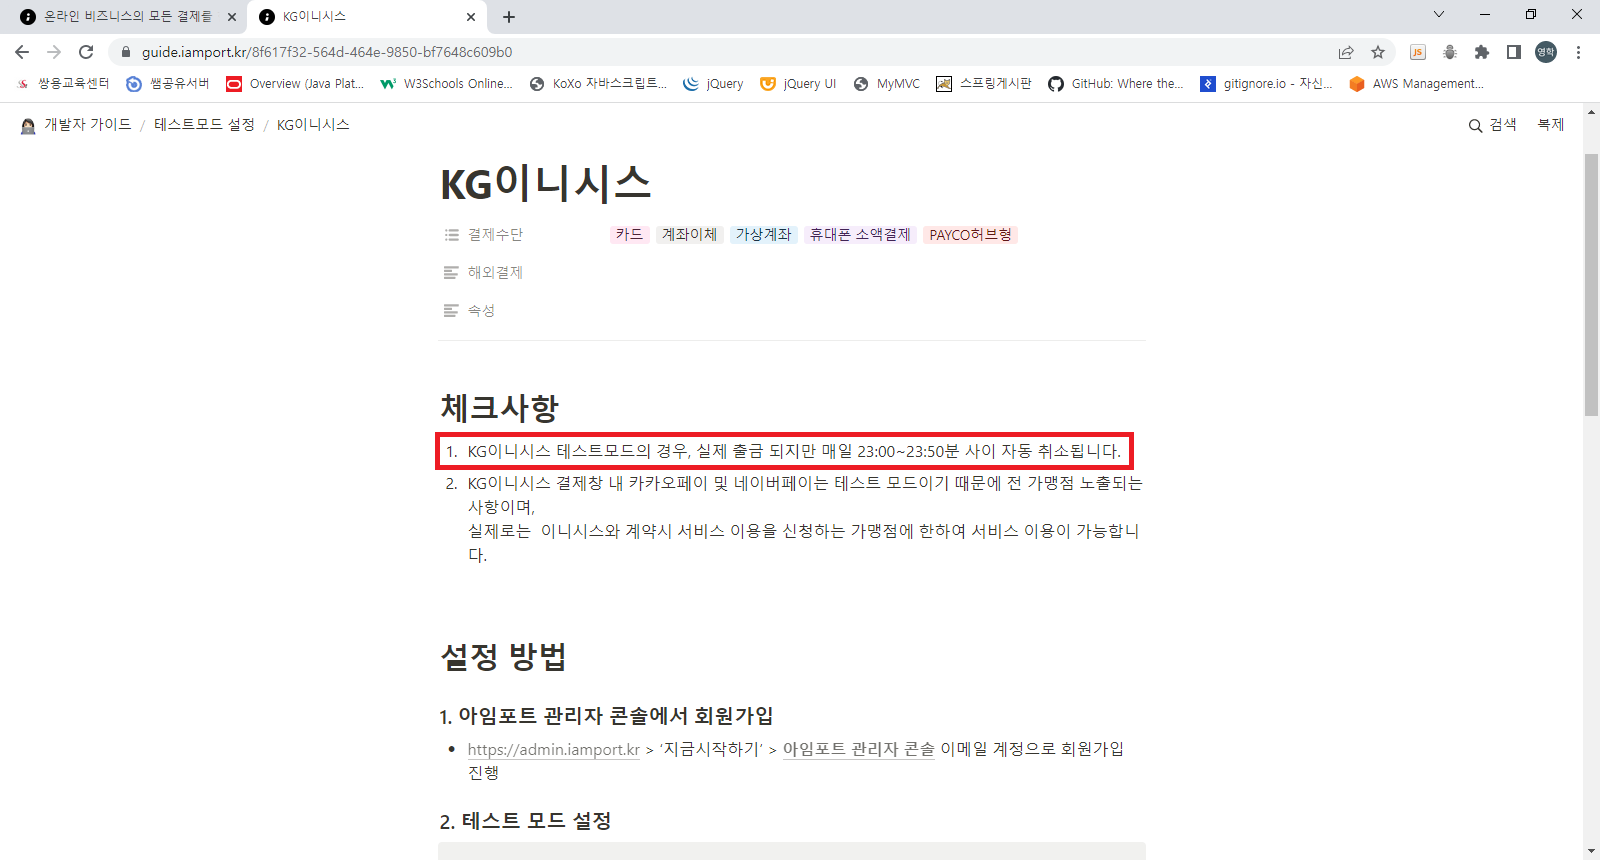 온라인 비즈니스의 모든 결제를
KG이니시스
guide.iamport.kr/8f617f32-564d-464e-9850-bf7648c609b0
JS
영학
쌍용교육센터
쌤공유서버
Overview (Java Plat...
W3Schools Online...
KoXo 자바스크립트...
jQuery
jQuery UI
MyMVC
스프링게시판
GitHub: Where the...
gitignore.io - 자신...
AWS Management...
개발자 가이드 / 테스트모드 설정 / KG이니시스
검색
복제
KG이니시스
결제수단 카드 계좌이체 가상계좌 휴대폰 소액결제 PAYCO허브형
해외결제
속성
체크사항
1. KG이니시스 테스트모드의 경우, 실제 출금 되지만 매일 23:00~23:50분 사이 자동 취소됩니다.
2. KG이니시스 결제창 내 카카오페이 및 네이버페이는 테스트 모드이기 때문에 전 가맹점 노출되는
사항이며,
실제로는 이니시스와 계약시 서비스 이용을 신청하는 가맹점에 한하여 서비스 이용이 가능합니
다.
설정 방법
1. 아임포트 관리자 콘솔에서 회원가입
• https://admin.iamport.kr > ‘지금시작하기’ > 아임포트 관리자 콘솔 이메일 계정으로 회원가입
진행
2. 테스트 모드 설정